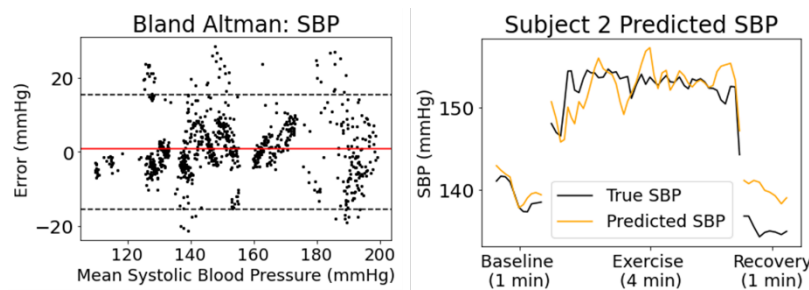 Bland Altman: SBP
Error (mmHg)
20
0
−20
120
140
160
180
200
Mean Systolic Blood Pressure (mmHg)
Subject 2 Predicted SBP
SBP (mmHg)
150
140
True SBP
Predicted SBP
Baseline
(1 min)
Exercise
(4 min)
Recovery
(1 min)